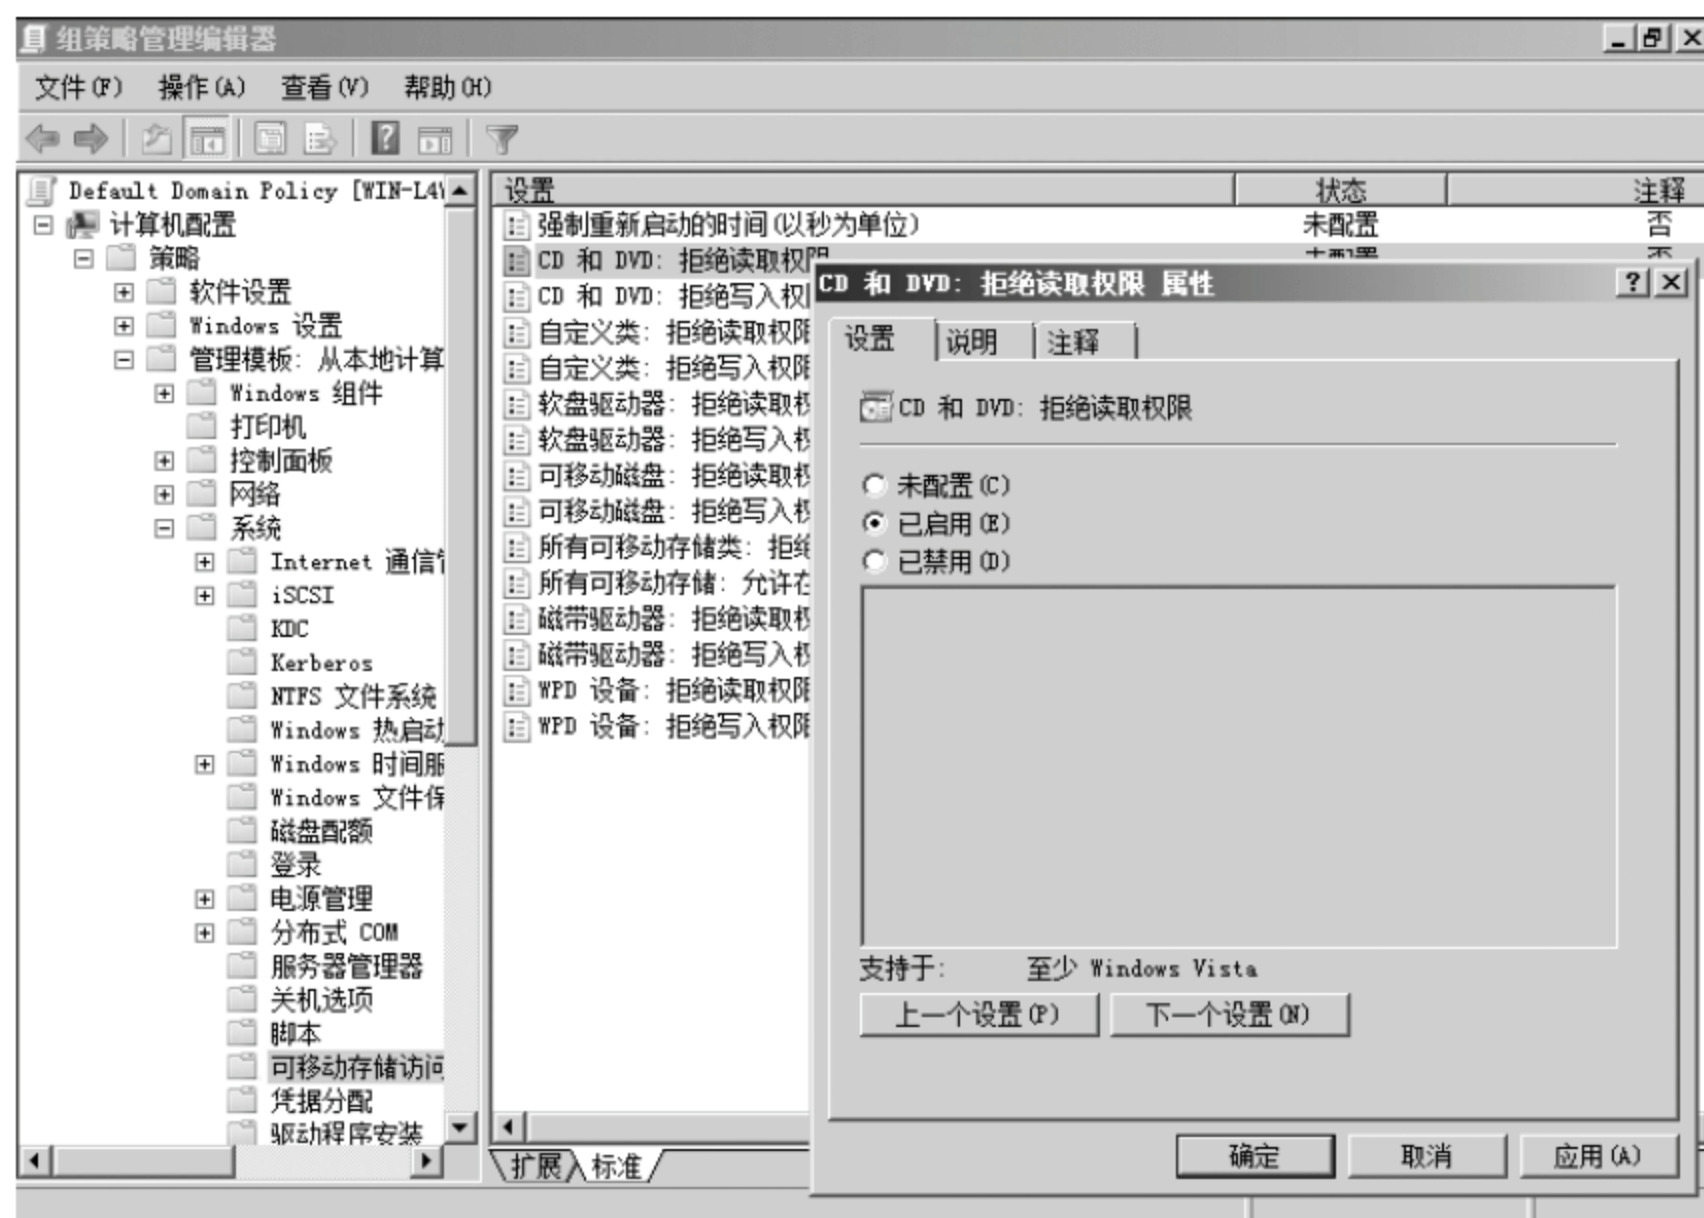 组策略管理编辑器
文件(F) 操作(A) 查看(V) 帮助(H)
Default Domain Policy [WIN-L4
计算机配置
策略
软件设置
Windows 设置
管理模板: 从本地计算
Windows 组件
打印机
控制面板
网络
系统
Internet 通信
iSCSI
KDC
Kerberos
NTFS 文件系统
Windows 热启动
Windows 时间服
Windows 文件保
磁盘配额
登录
电源管理
分布式 COM
服务器管理器
关机选项
脚本
可移动存储访问
凭据分配
驱动程序安装
设置 状态 注释
强制重新启动的时间(以秒为单位) 未配置 否
CD 和 DVD: 拒绝读取权限 未配置 否
CD 和 DVD: 拒绝写入权
自定义类: 拒绝读取权限
自定义类: 拒绝写入权限
软盘驱动器: 拒绝读取权
软盘驱动器: 拒绝写入权
可移动磁盘: 拒绝读取权
可移动磁盘: 拒绝写入权
所有可移动存储类: 拒绝
所有可移动存储: 允许在
磁带驱动器: 拒绝读取权
磁带驱动器: 拒绝写入权
WPD 设备: 拒绝读取权限
WPD 设备: 拒绝写入权限
扩展 标准
CD 和 DVD: 拒绝读取权限 属性
设置 说明 注释
CD 和 DVD: 拒绝读取权限
未配置(C)
已启用(E)
已禁用(D)
支持于: 至少 Windows Vista
上一个设置(P) 下一个设置(N)
确定 取消 应用(A)